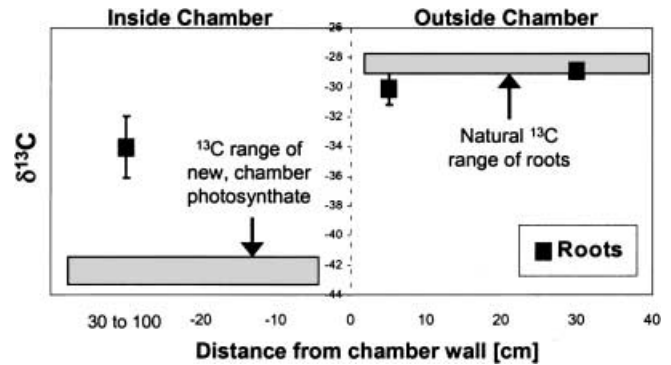 Inside Chamber
Outside Chamber
δ¹³C
-26
-28
-30
-32
-34
-36
-38
-40
-42
-44
¹³C range of
new, chamber
photosynthate
Natural ¹³C
range of roots
Roots
30 to 100 -20 -10 0 10 20 30 40
Distance from chamber wall [cm]